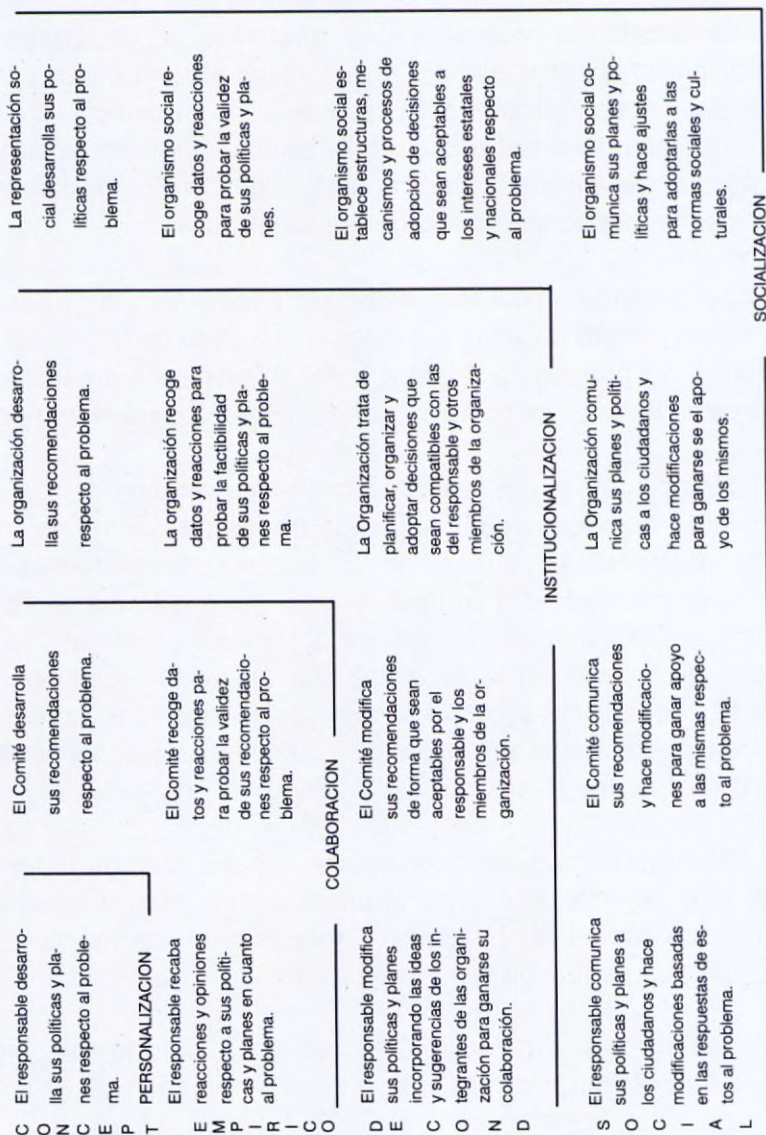 C
O
N
C
E
P
T
El responsable desarro-
lla sus políticas y pla-
nes respecto al proble-
ma.
PERSONALIZACION
El Comité desarrolla
sus recomendaciones
respecto al problema.
La organización desarro-
lla sus recomendaciones
respecto al problema.
La representación so-
cial desarrolla sus po-
líticas respecto al pro-
blema.
E
M
P
I
R
I
C
O
El responsable recaba
reacciones y opiniones
respecto a sus políti-
cas y planes en cuanto
al problema.
El Comité recoge da-
tos y reacciones pa-
ra probar la validez
de sus recomendacio-
nes respecto al pro-
blema.
COLABORACION
La organización recoge
datos y reacciones para
probar la factibilidad
de sus políticas y pla-
nes respecto al proble-
ma.
El organismo social re-
coge datos y reacciones
para probar la validez
de sus políticas y pla-
nes.
D
E
C
O
N
D
El responsable modifica
sus políticas y planes
incorporando las ideas
y sugerencias de los in-
tegrantes de las organi-
zación para ganarse su
colaboración.
El Comité modifica
sus recomendaciones
de forma que sean
aceptables por el
responsable y los
miembros de la or-
ganización.
La Organización trata de
planificar, organizar y
adoptar decisiones que
sean compatibles con las
del responsable y otros
miembros de la organiza-
ción.
INSTITUCIONALIZACION
El organismo social es-
tablece estructuras, me-
canismos y procesos de
adopción de decisiones
que sean aceptables a
los intereses estatales
y nacionales respecto
al problema.
S
O
C
I
A
L
El responsable comunica
sus políticas y planes a
los ciudadanos y hace
modificaciones basadas
en las respuestas de es-
tos al problema.
El Comité comunica
sus recomendaciones
y hace modificacio-
nes para ganar apoyo
a las mismas respec-
to al problema.
La Organización comu-
nica sus planes y políti-
cas a los ciudadanos y
hace modificaciones
para ganarse se el apo-
yo de los mismos.
El organismo social co-
munica sus planes y po-
líticas y hace ajustes
para adoptarlas a las
normas sociales y cul-
turales.
SOCIALIZACION